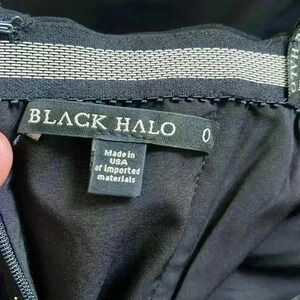 BLACK HALO 0
Made in
USA
of imported
materials